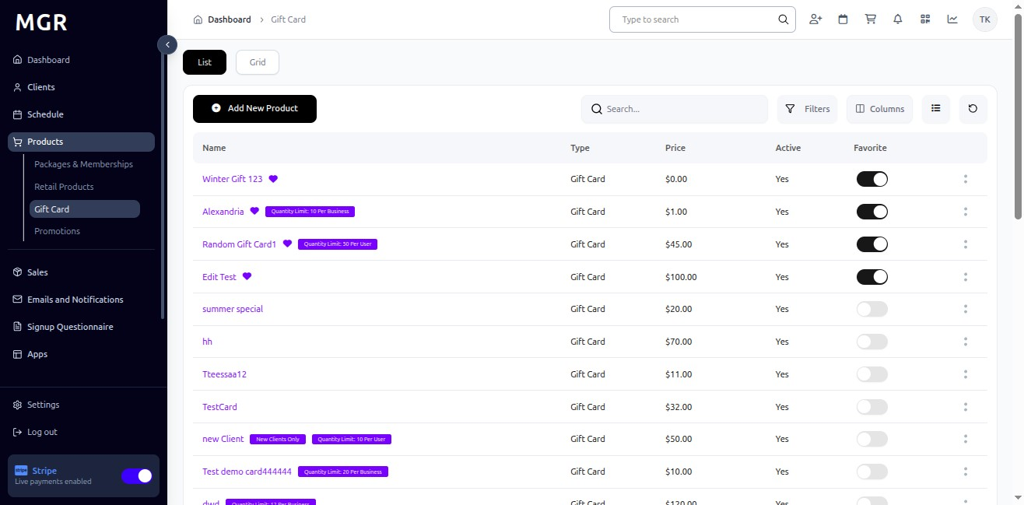 MGR
Dashboard
Clients
Schedule
Products
Packages & Memberships
Retail Products
Gift Card
Promotions
Sales
Emails and Notifications
Signup Questionnaire
Apps
Settings
Log out
Stripe
Live payments enabled
Dashboard > Gift Card
Type to search
TK
List Grid
Add New Product
Search...
Filters
Columns
Name Type Price Active Favorite
Winter Gift 123 Gift Card $0.00 Yes
Alexandria Quantity Limit: 10 Per Business Gift Card $1.00 Yes
Random Gift Card1 Quantity Limit: 50 Per User Gift Card $45.00 Yes
Edit Test Gift Card $100.00 Yes
summer special Gift Card $20.00 Yes
hh Gift Card $70.00 Yes
Tteessaa12 Gift Card $11.00 Yes
TestCard Gift Card $32.00 Yes
new Client New Clients Only Quantity Limit: 10 Per User Gift Card $50.00 Yes
Test demo card444444 Quantity Limit: 20 Per Business Gift Card $10.00 Yes
dwd Gift Card $120.00 Yes